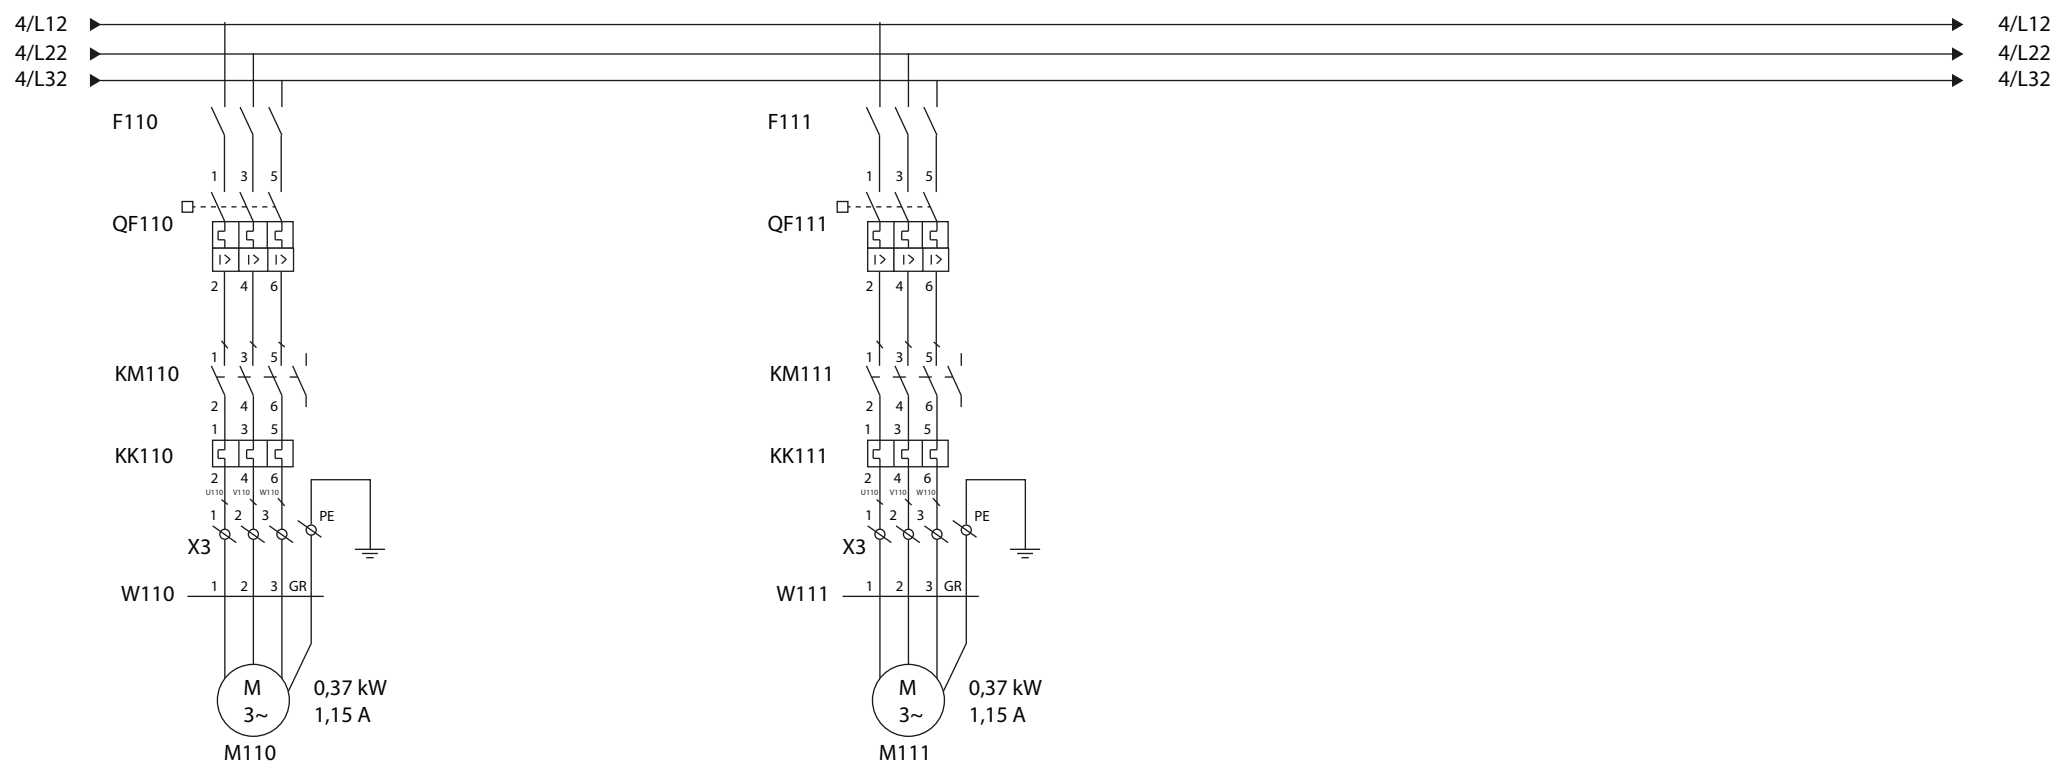 4/L12 4/L12
4/L22 4/L22
4/L32 4/L32
F110 F111
1 3 5 1 3 5
QF110 QF111
I> I> I> I> I> I>
2 4 6 2 4 6
1 3 5 1 3 5
KM110 KM111
2 4 6 2 4 6
1 3 5 1 3 5
KK110 KK111
2 4 6 2 4 6
U110 V110 W110 U110 V110 W110
1 2 3 PE 1 2 3 PE
X3 X3
W110 1 2 3 GR W111 1 2 3 GR
M 0,37 kW M 0,37 kW
3~ 1,15 A 3~ 1,15 A
M110 M111